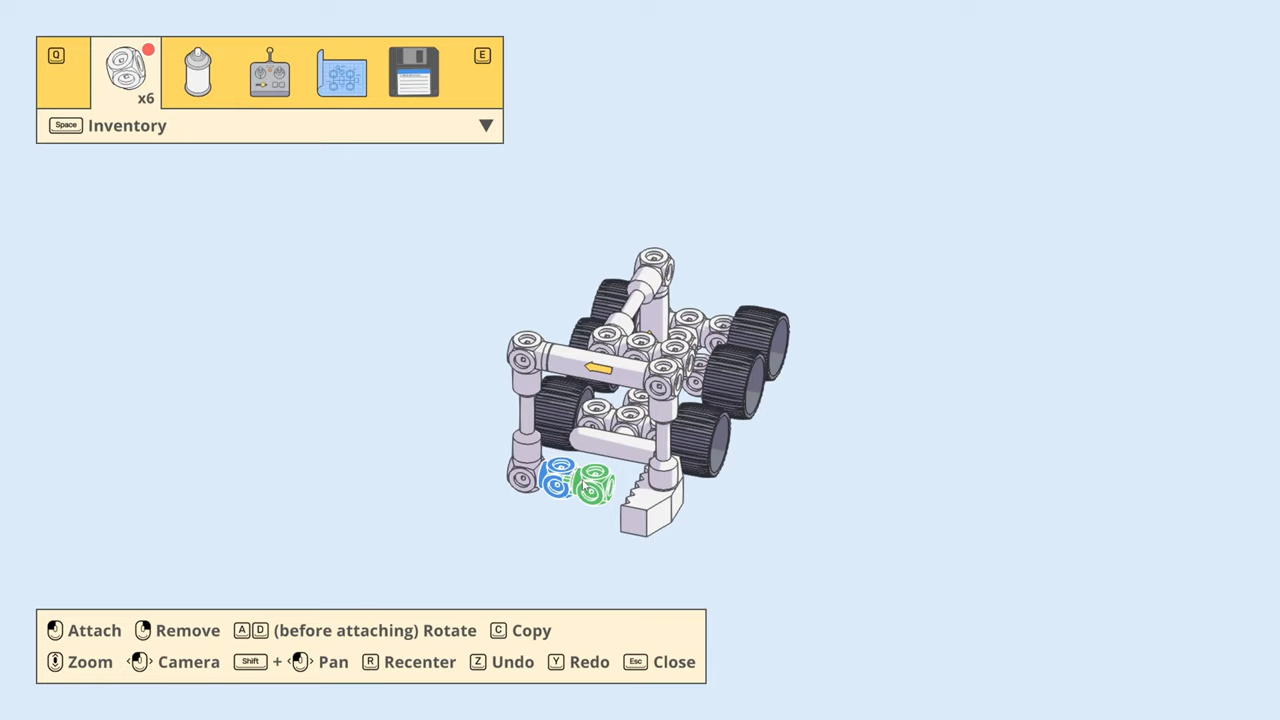 Q
E
x6
Space Inventory
Attach Remove A D (before attaching) Rotate C Copy
Zoom Camera Shift + Pan R Recenter Z Undo Y Redo Esc Close